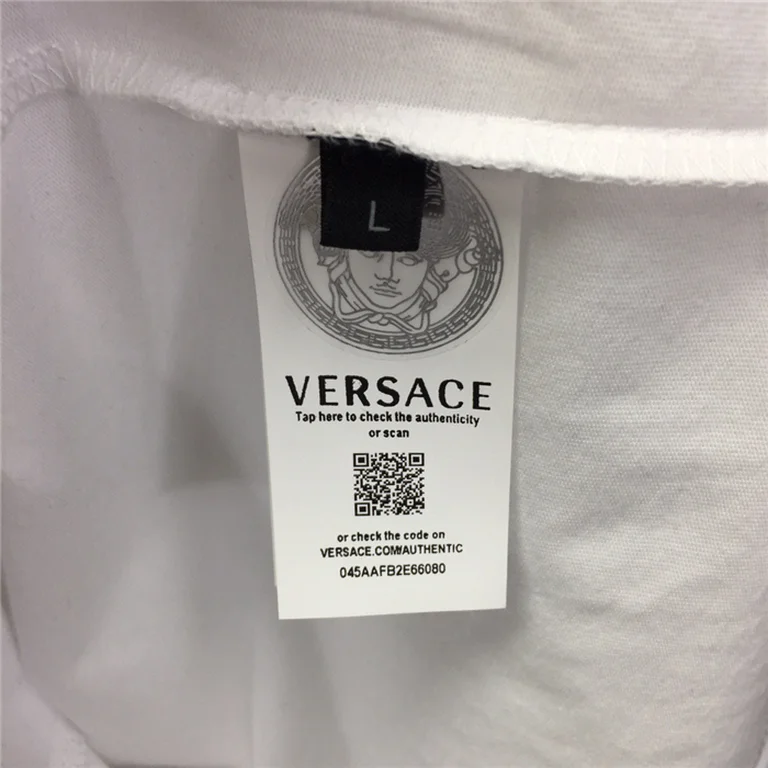 L
VERSACE
Tap here to check the authenticity
or scan
or check the code on
VERSACE.COM/AUTHENTIC
045AAFB2E66080